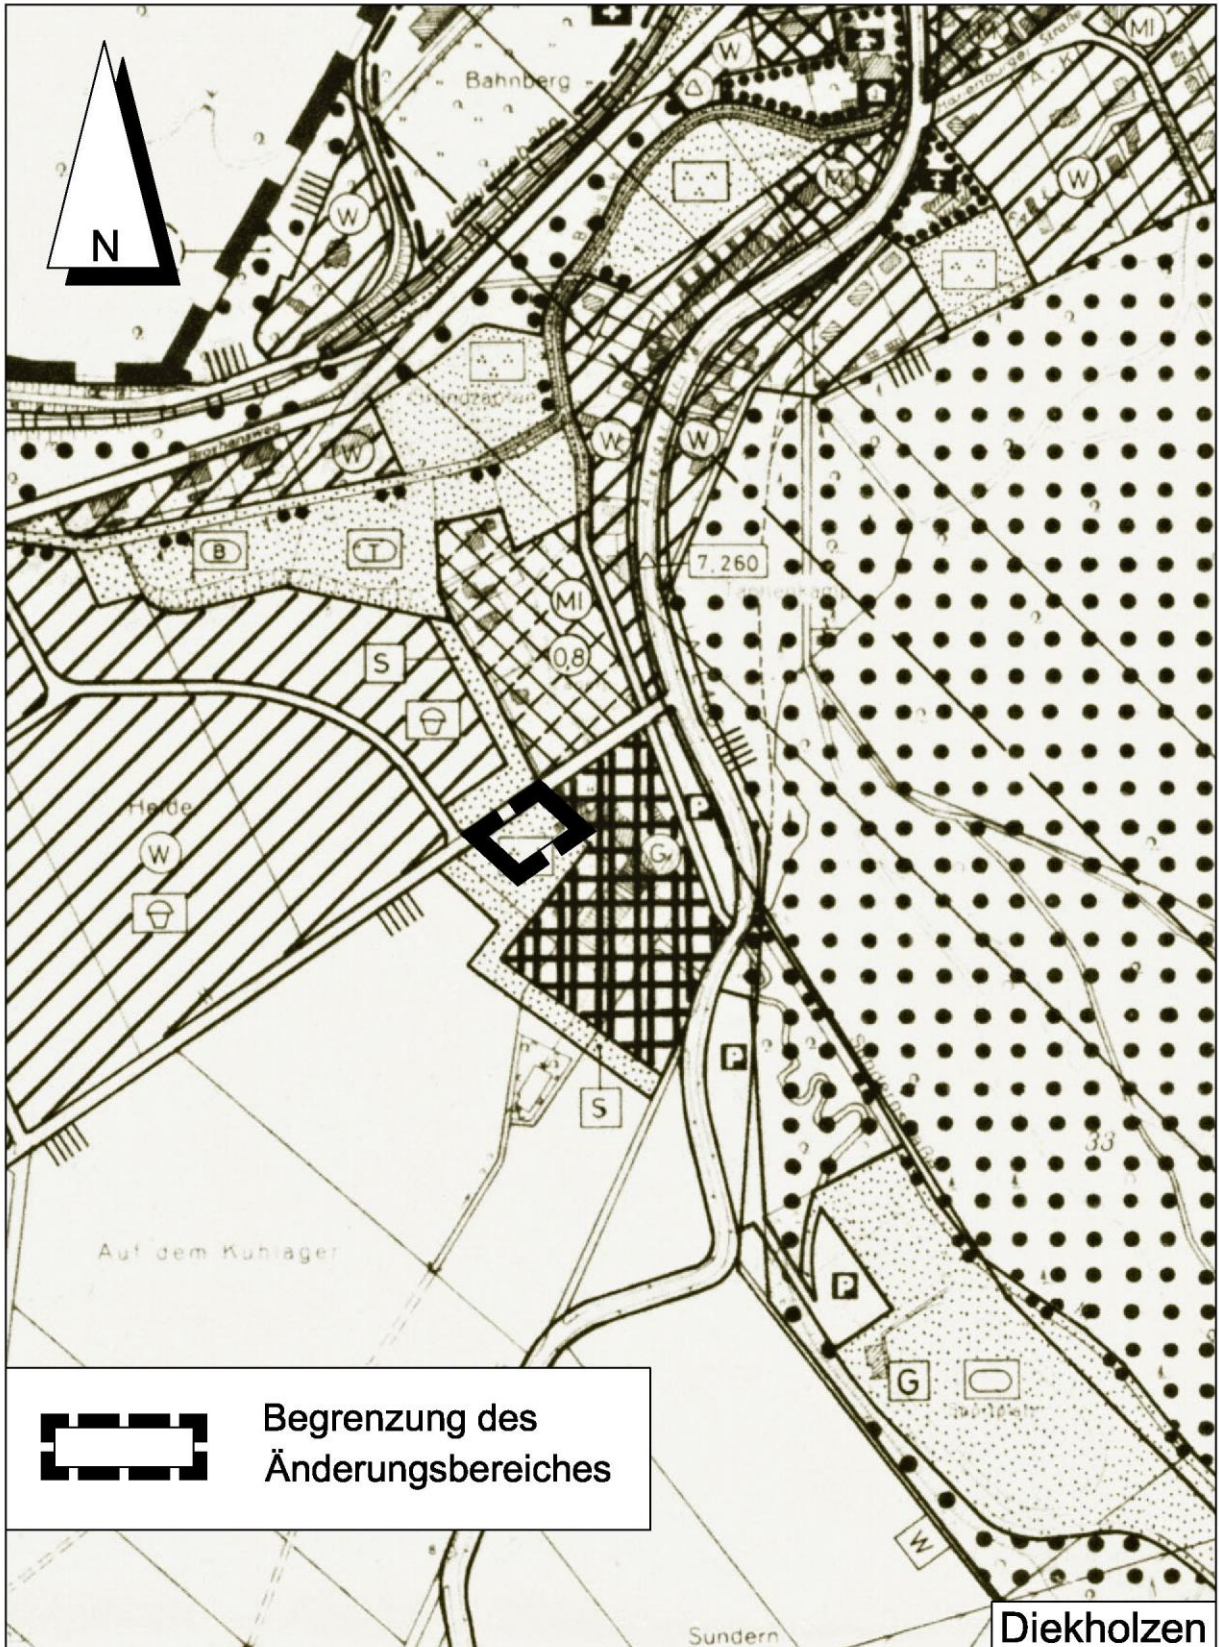 N
Bahnberg
W
MI
W
W
W
W
W
W
B
T
7. 260
MI
0,8
S
Heide
W
P
G
S
P
33
Auf dem Kuhlager
P
G
W
Sundern
Begrenzung des
Änderungsbereiches
Diekholzen